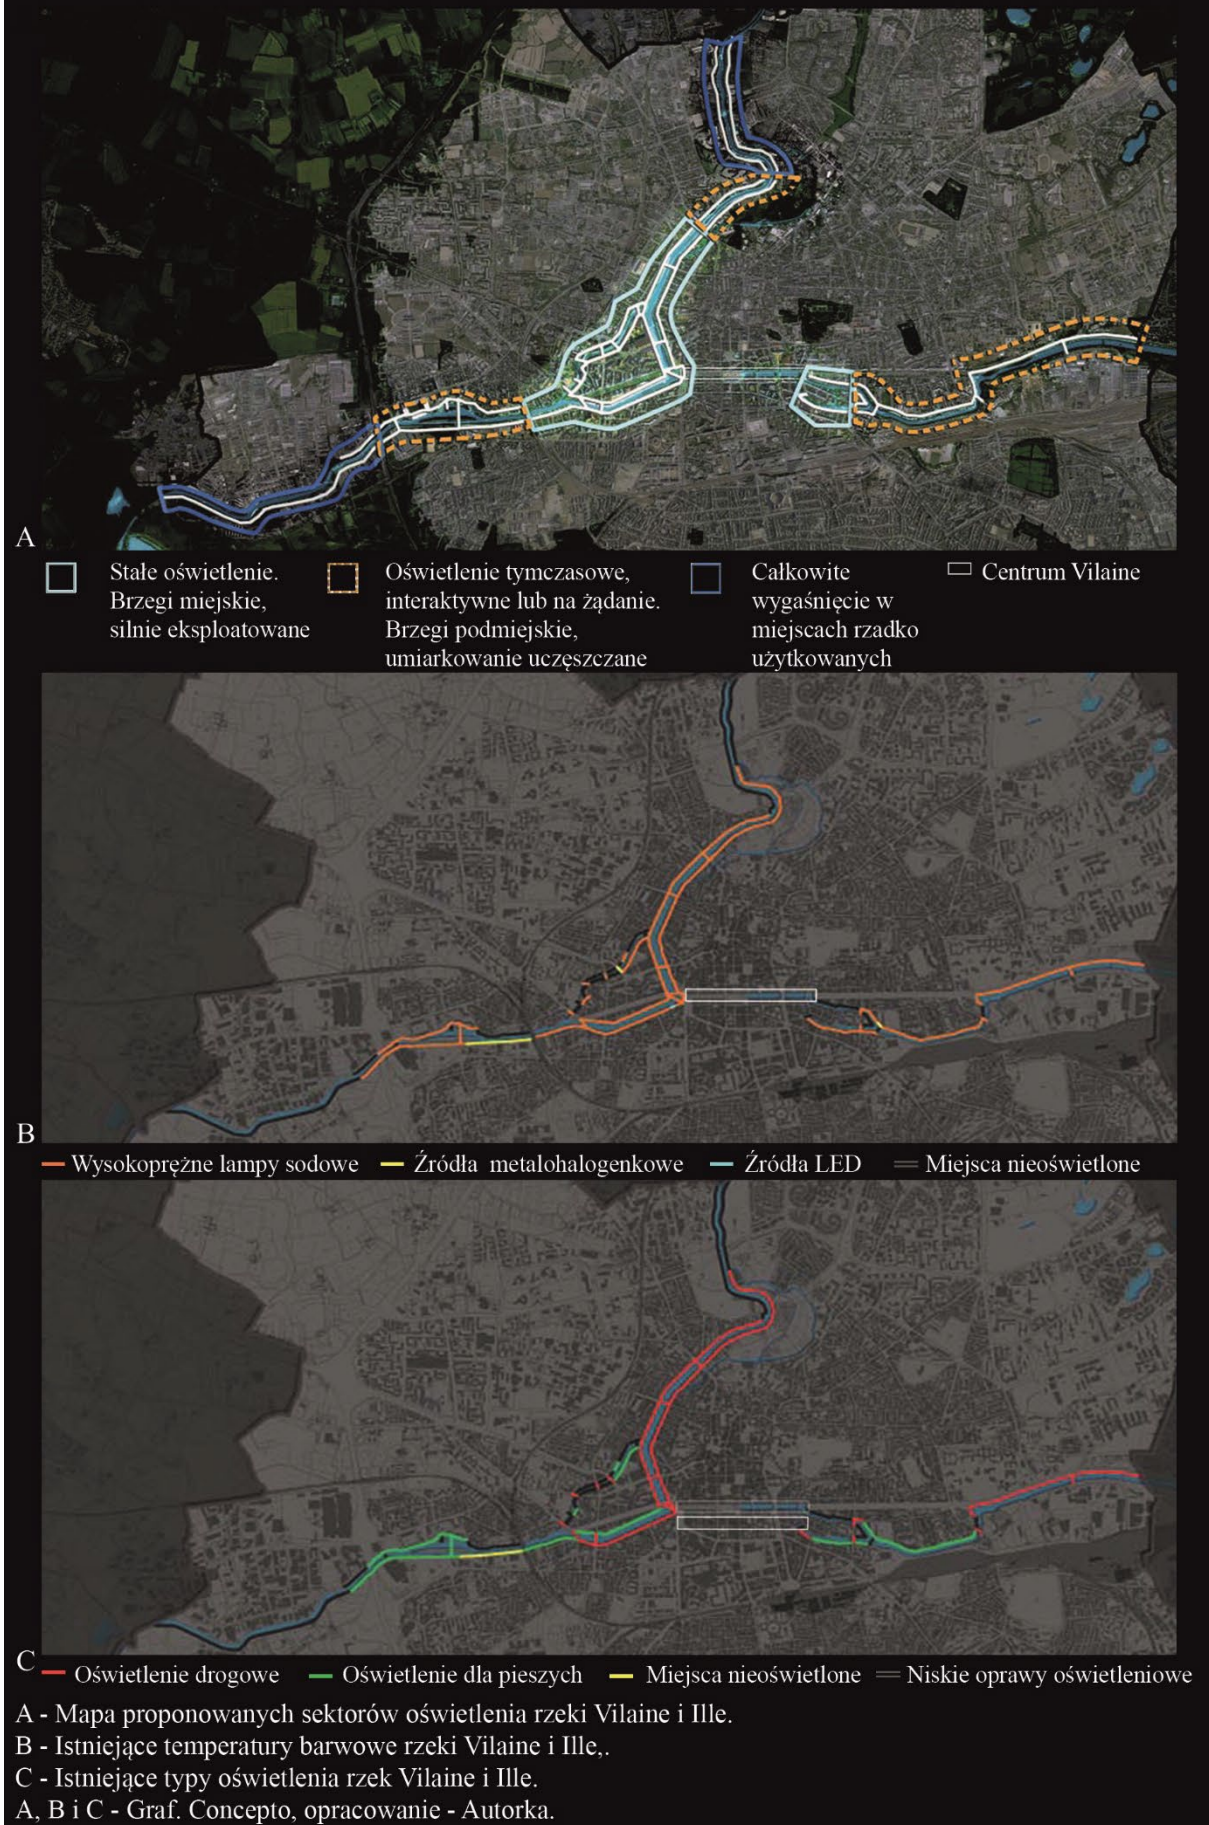 A
Stałe oświetlenie.
Brzegi miejskie,
silnie eksploatowane
Oświetlenie tymczasowe,
interaktywne lub na żądanie.
Brzegi podmiejskie,
umiarkowanie uczęszczane
Całkowite
wygaśnięcie w
miejscach rzadko
użytkowanych
Centrum Vilaine
B
Wysokoprężne lampy sodowe
Źródła metalohalogenkowe
Źródła LED
Miejsca nieoświetlone
C
Oświetlenie drogowe
Oświetlenie dla pieszych
Miejsca nieoświetlone
Niskie oprawy oświetleniowe
A - Mapa proponowanych sektorów oświetlenia rzeki Vilaine i Ille.
B - Istniejące temperatury barwowe rzeki Vilaine i Ille,.
C - Istniejące typy oświetlenia rzek Vilaine i Ille.
A, B i C - Graf. Concepto, opracowanie - Autorka.